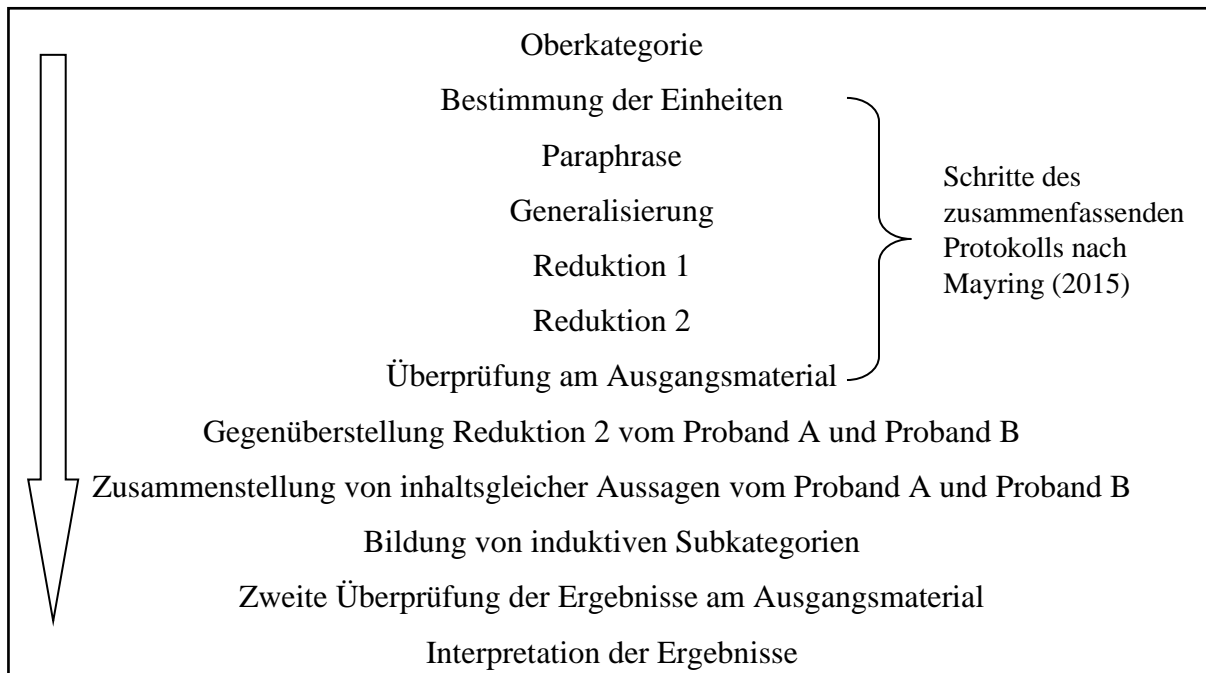 Oberkategorie
Bestimmung der Einheiten
Paraphrase
Generalisierung
Reduktion 1
Reduktion 2
Überprüfung am Ausgangsmaterial
Schritte des
zusammenfassenden
Protokolls nach
Mayring (2015)
Gegenüberstellung Reduktion 2 vom Proband A und Proband B
Zusammenstellung von inhaltsgleicher Aussagen vom Proband A und Proband B
Bildung von induktiven Subkategorien
Zweite Überprüfung der Ergebnisse am Ausgangsmaterial
Interpretation der Ergebnisse